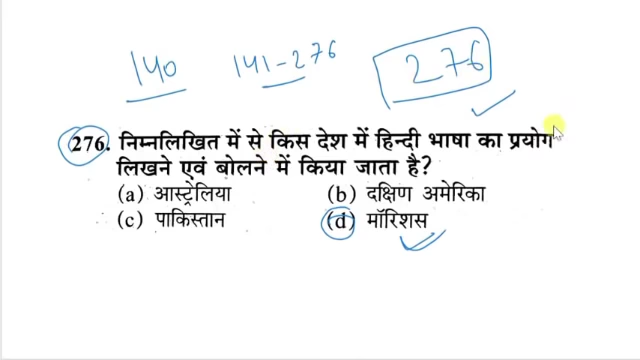 140 141-276 276
276. निम्नलिखित में से किस देश में हिन्दी भाषा का प्रयोग
लिखने एवं बोलने में किया जाता है?
(a) आस्ट्रेलिया (b) दक्षिण अमेरिका
(c) पाकिस्तान (d) मॉरिशस